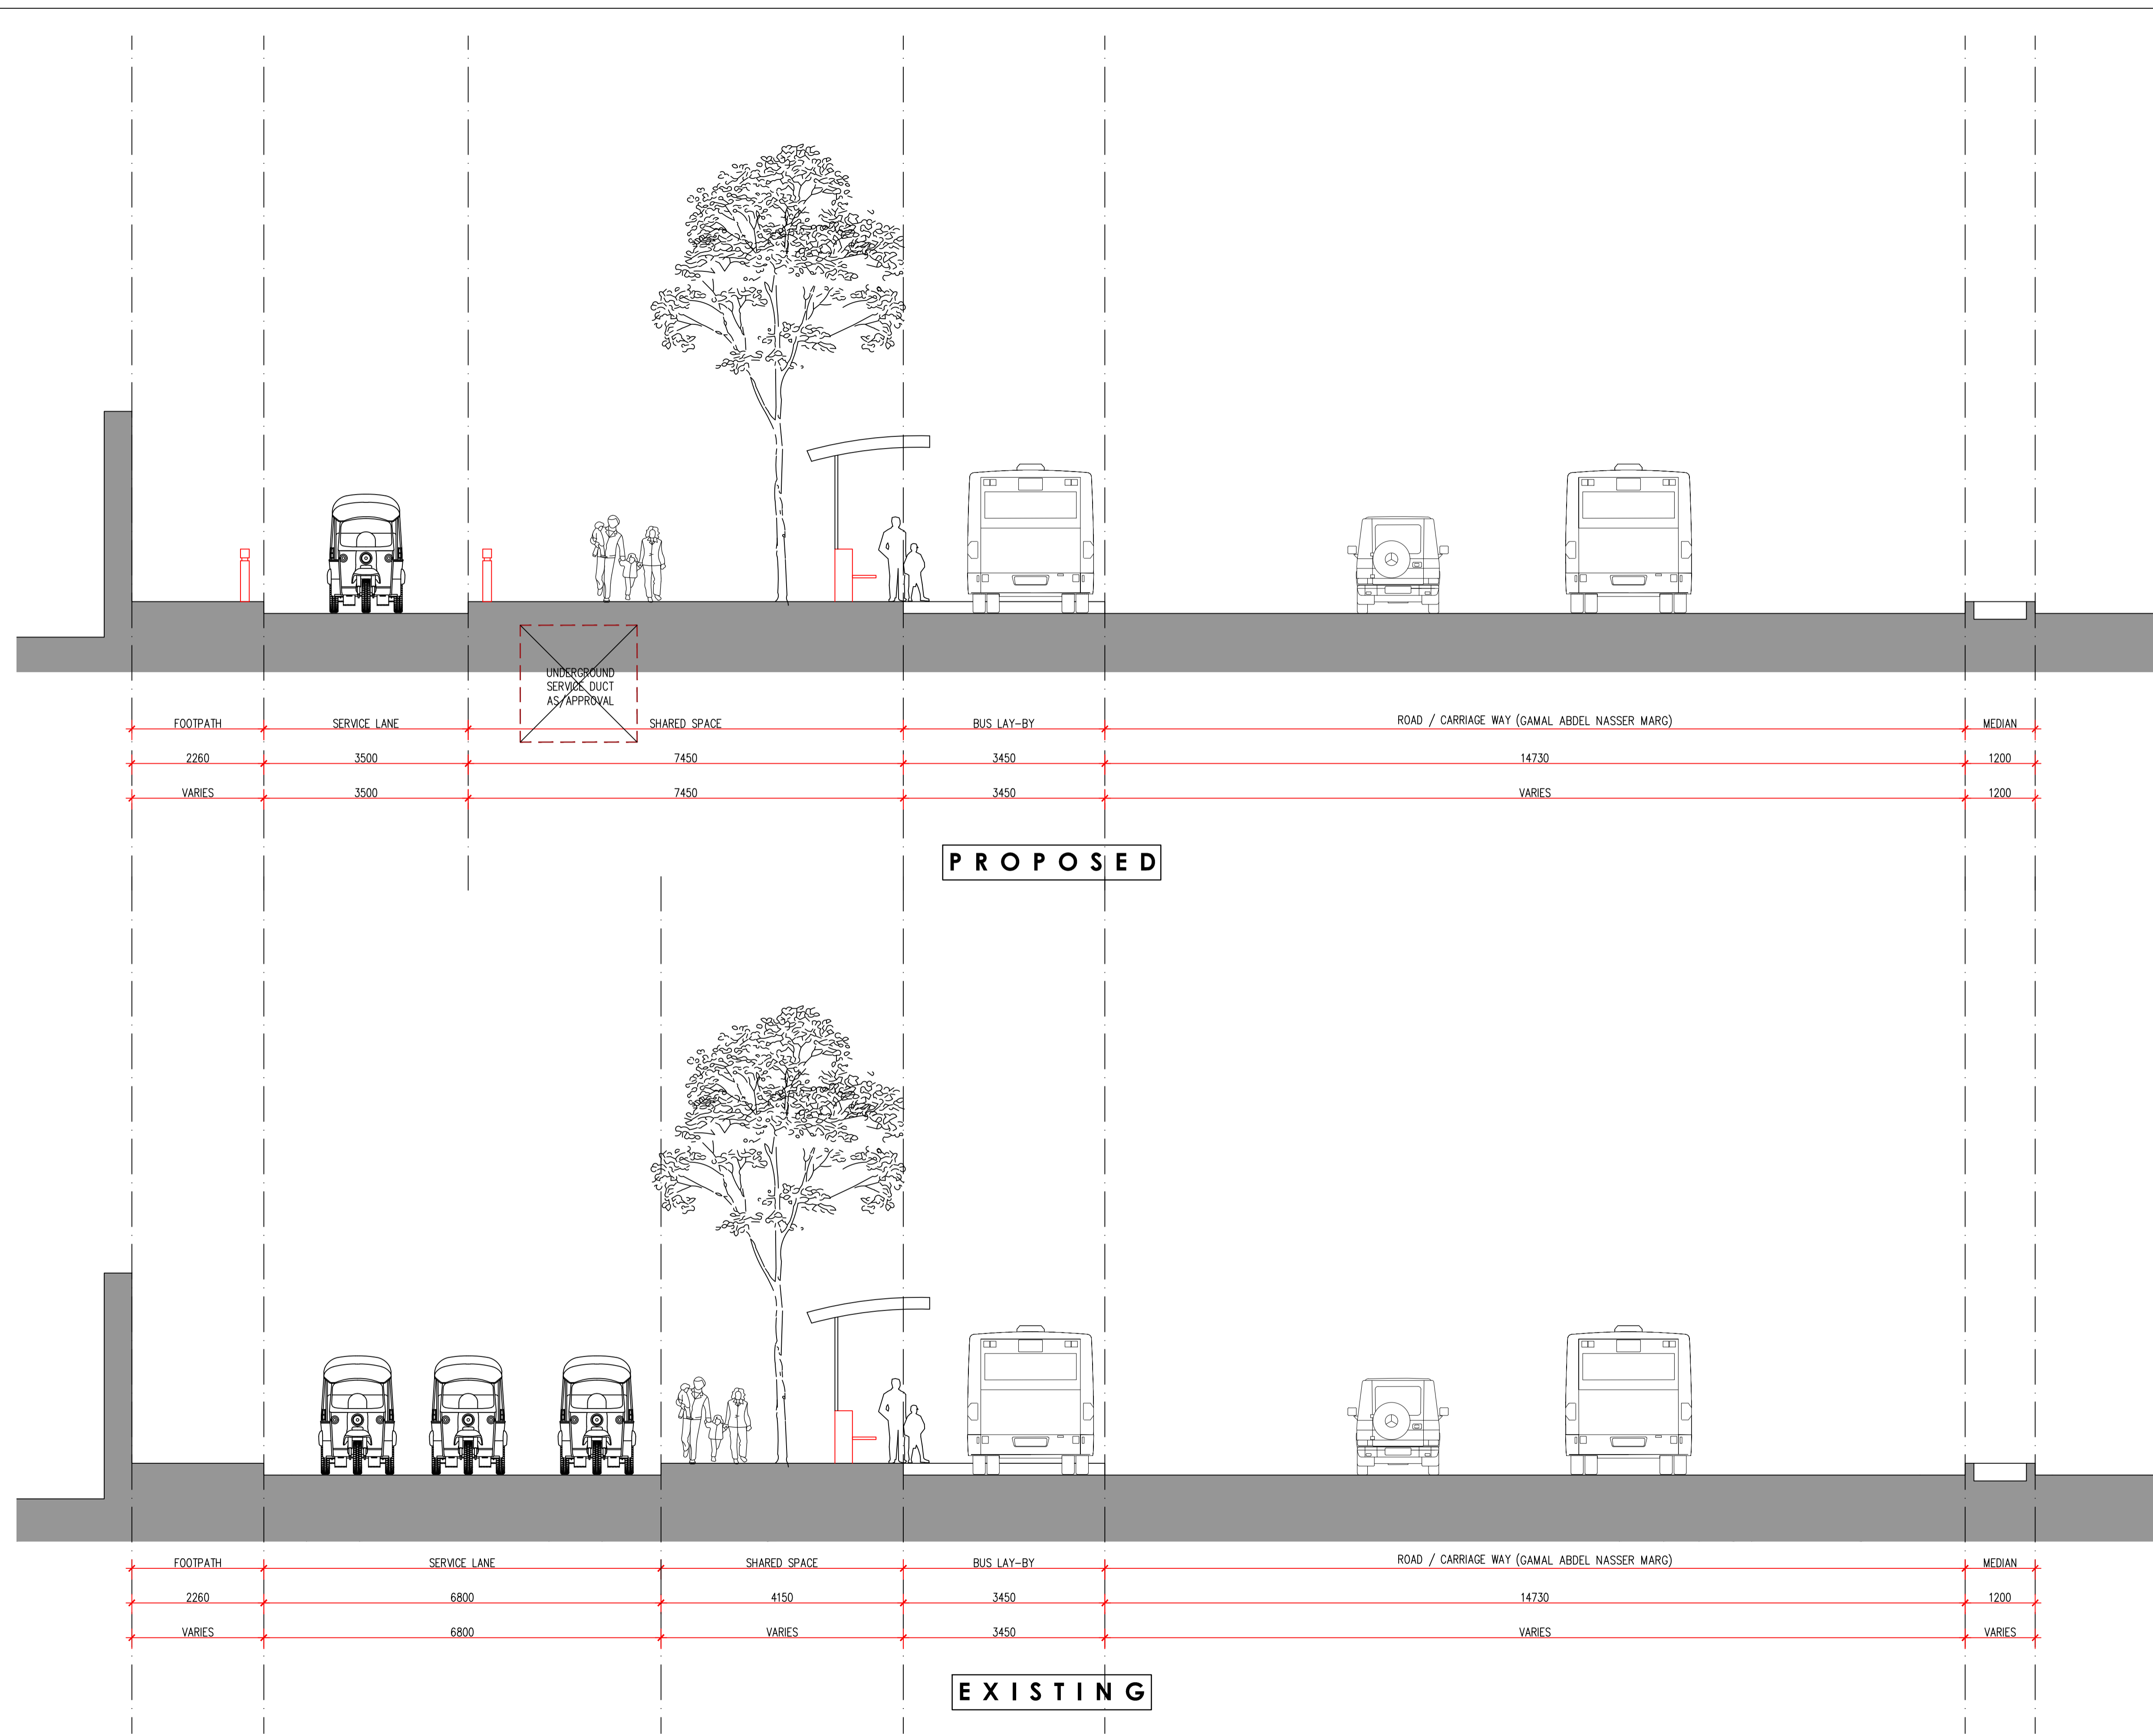 UNDERGROUND
SERVICE DUCT
AS/APPROVAL
FOOTPATH SERVICE LANE SHARED SPACE BUS LAY-BY ROAD / CARRIAGE WAY (GAMAL ABDEL NASSER MARG) MEDIAN
2260 3500 7450 3450 14730 1200
VARIES 3500 7450 3450 VARIES 1200
PROPOSED
FOOTPATH SERVICE LANE SHARED SPACE BUS LAY-BY ROAD / CARRIAGE WAY (GAMAL ABDEL NASSER MARG) MEDIAN
2260 6800 4150 3450 14730 1200
VARIES 6800 VARIES 3450 VARIES VARIES
EXISTING